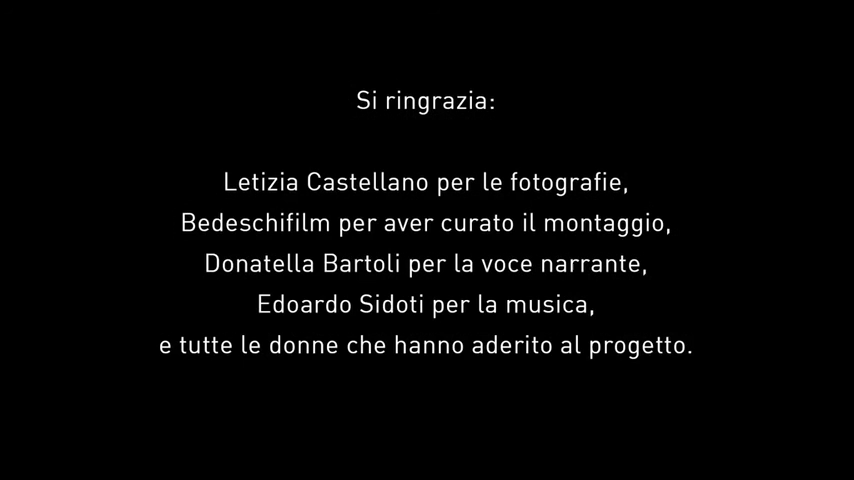 Si ringrazia:
Letizia Castellano per le fotografie,
Bedeschifilm per aver curato il montaggio,
Donatella Bartoli per la voce narrante,
Edoardo Sidoti per la musica,
e tutte le donne che hanno aderito al progetto.